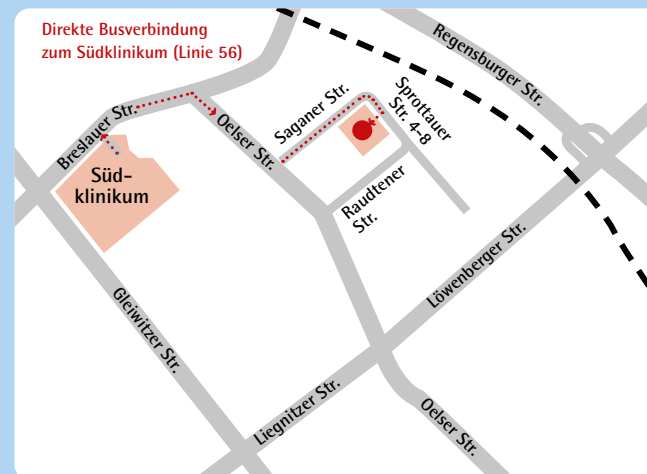 Direkte Busverbindung
zum Südklinikum (Linie 56)
Regensburger Str.
Breslauer Str.
Oelser Str.
Saganer Str.
Sprottauer
Str. 4–8
Süd-
klinikum
Raudtener
Str.
Löwenberger Str.
Gleiwitzer Str.
Liegnitzer Str.
Oelser Str.